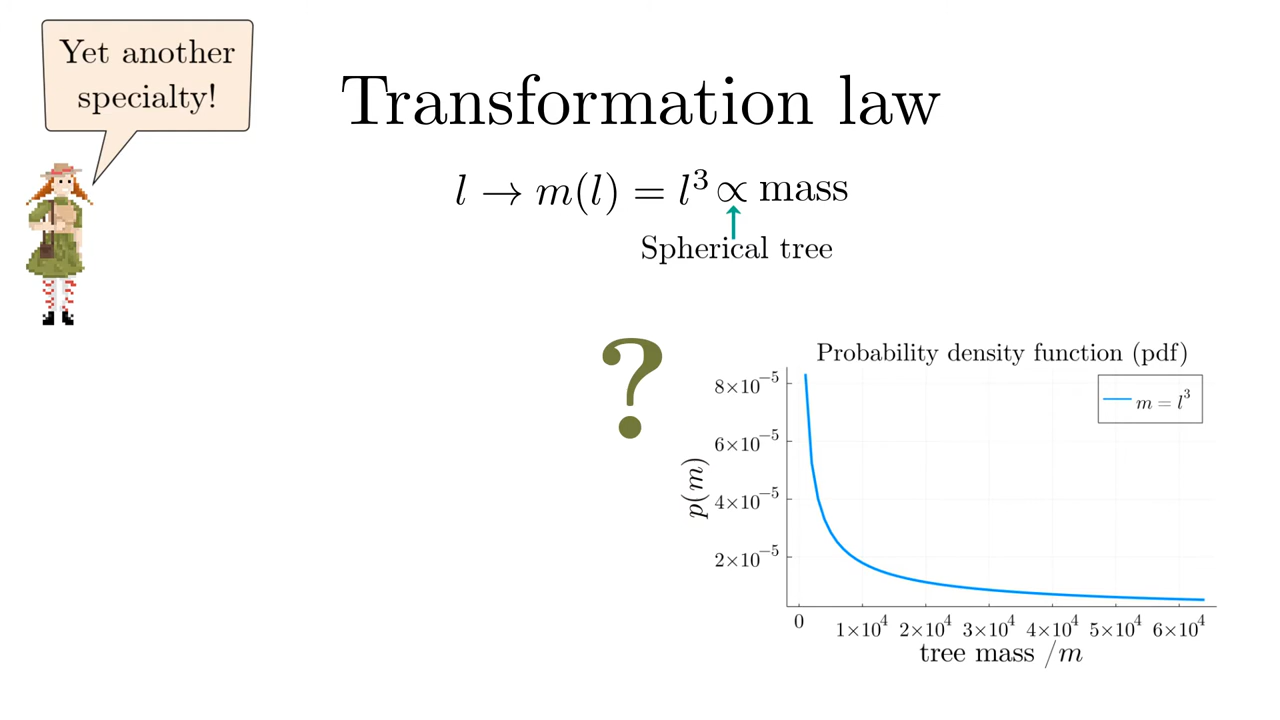 Yet another
specialty!
Transformation law
l → m(l) = l³ ∝ mass
Spherical tree
?
Probability density function (pdf)
m = l³
p(m)
8×10⁻⁵
6×10⁻⁵
4×10⁻⁵
2×10⁻⁵
0 1×10⁴ 2×10⁴ 3×10⁴ 4×10⁴ 5×10⁴ 6×10⁴
tree mass /m